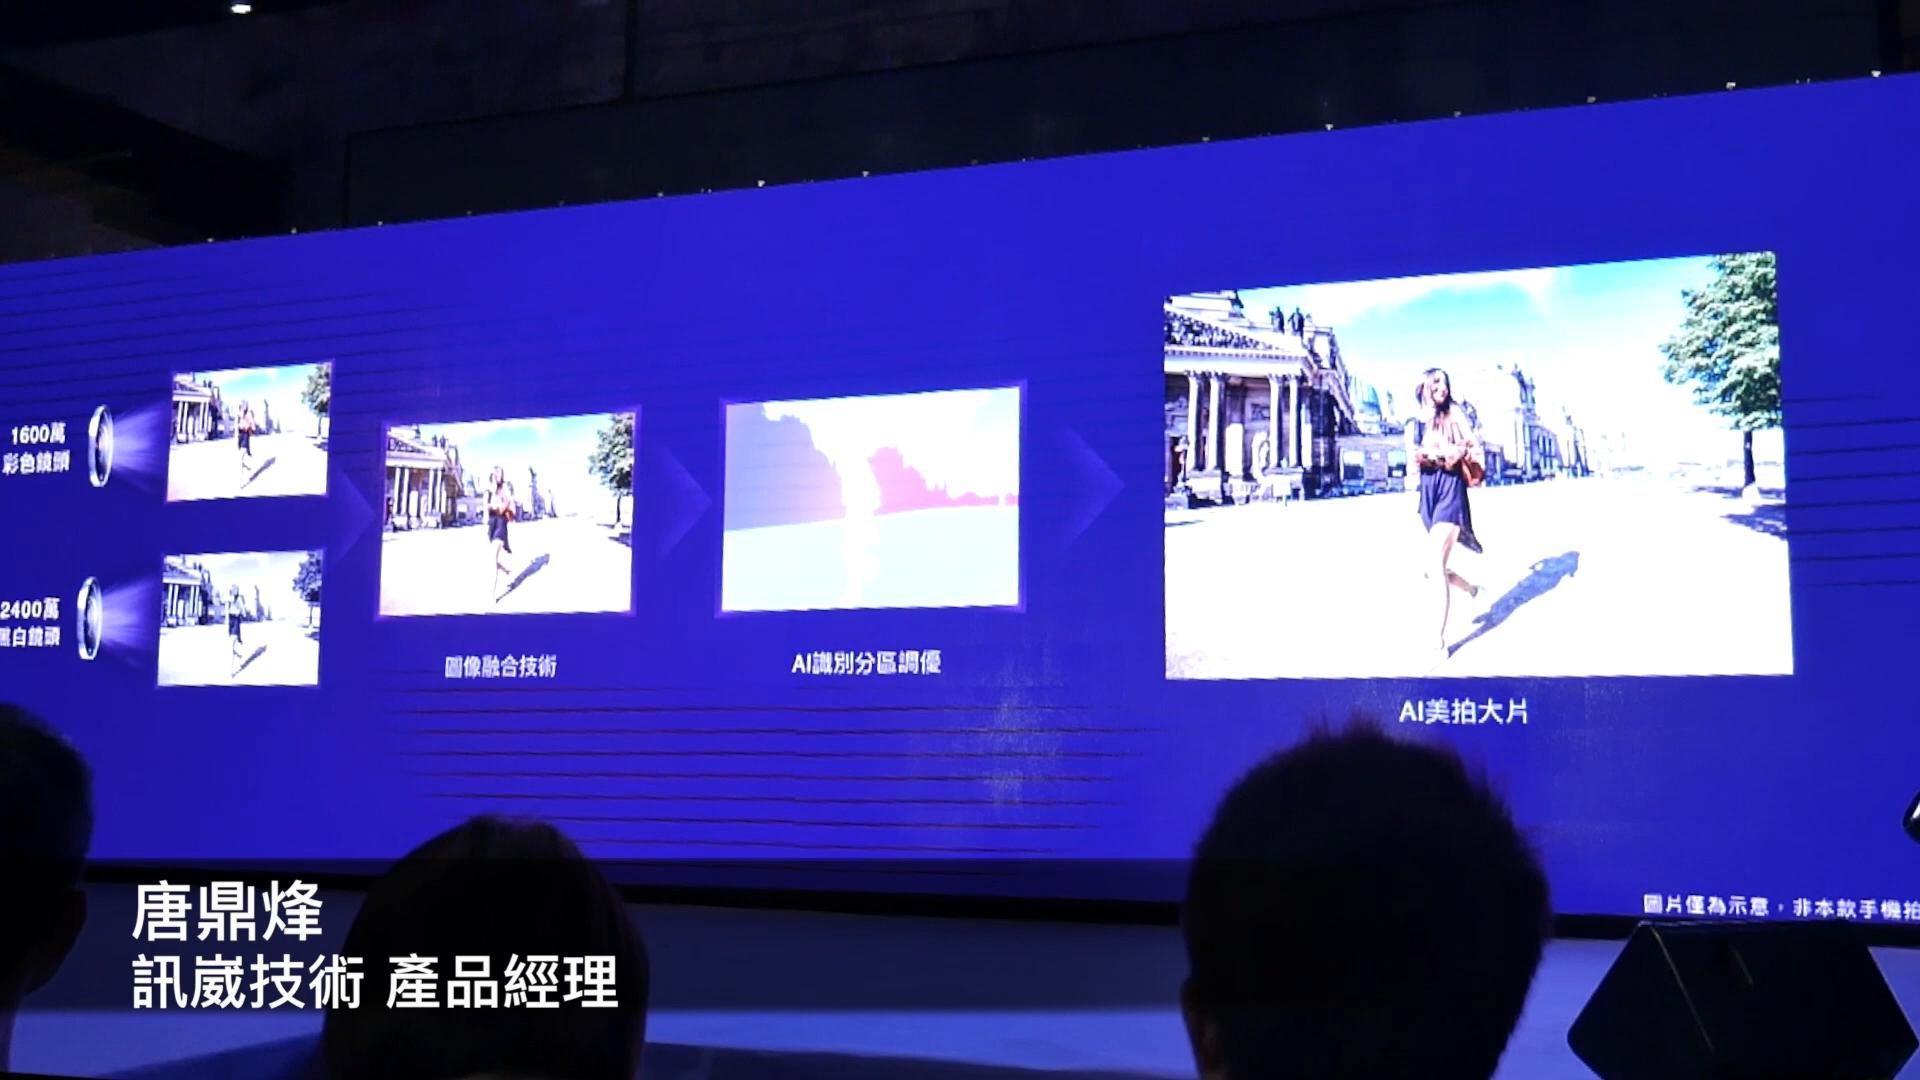 1600萬
彩色鏡頭
2400萬
黑白鏡頭
圖像融合技術
AI識別分區調優
AI美拍大片
圖片僅為示意，非本款手機拍
唐鼎烽
訊崴技術 產品經理